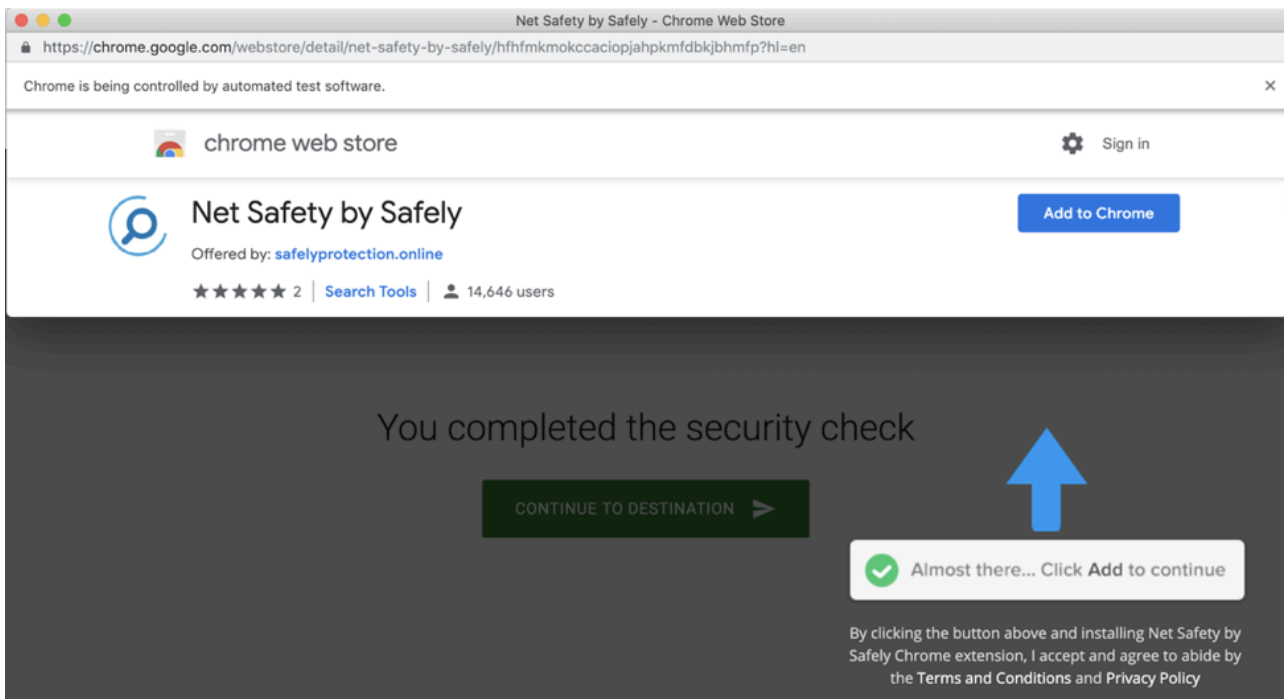 Net Safety by Safely - Chrome Web Store
https://chrome.google.com/webstore/detail/net-safety-by-safely/hfhfmkmokccaciopjahpkmfdbkjbhmfp?hl=en
Chrome is being controlled by automated test software.
chrome web store
Sign in
Net Safety by Safely
Add to Chrome
Offered by: safelyprotection.online
★★★★★ 2 | Search Tools | 14,646 users
You completed the security check
CONTINUE TO DESTINATION
Almost there... Click Add to continue
By clicking the button above and installing Net Safety by
Safely Chrome extension, I accept and agree to abide by
the Terms and Conditions and Privacy Policy